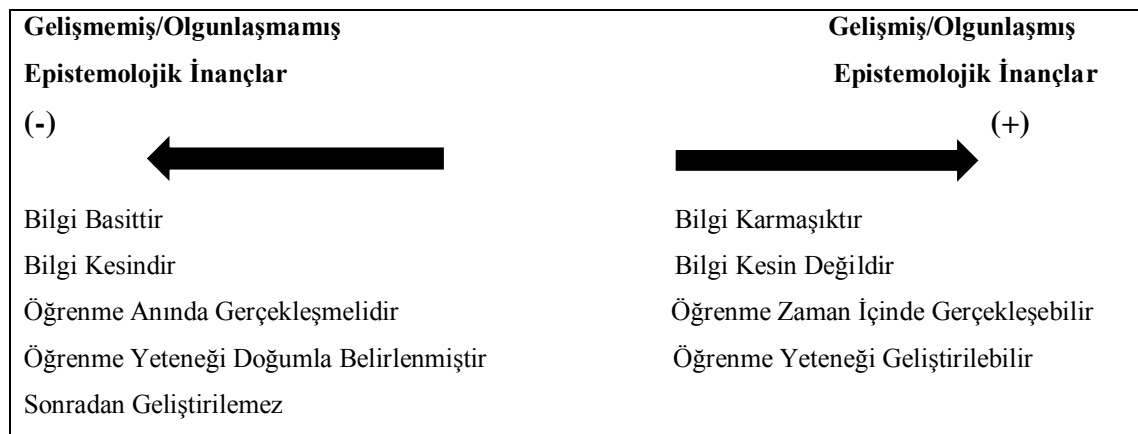 Gelişmemiş/Olgunlaşmamış Gelişmiş/Olgunlaşmış
Epistemolojik İnançlar Epistemolojik İnançlar
(-) (+)
Bilgi Basittir Bilgi Karmaşıktır
Bilgi Kesindir Bilgi Kesin Değildir
Öğrenme Anında Gerçekleşmelidir Öğrenme Zaman İçinde Gerçekleşebilir
Öğrenme Yeteneği Doğumla Belirlenmiştir Öğrenme Yeteneği Geliştirilebilir
Sonradan Geliştirilemez